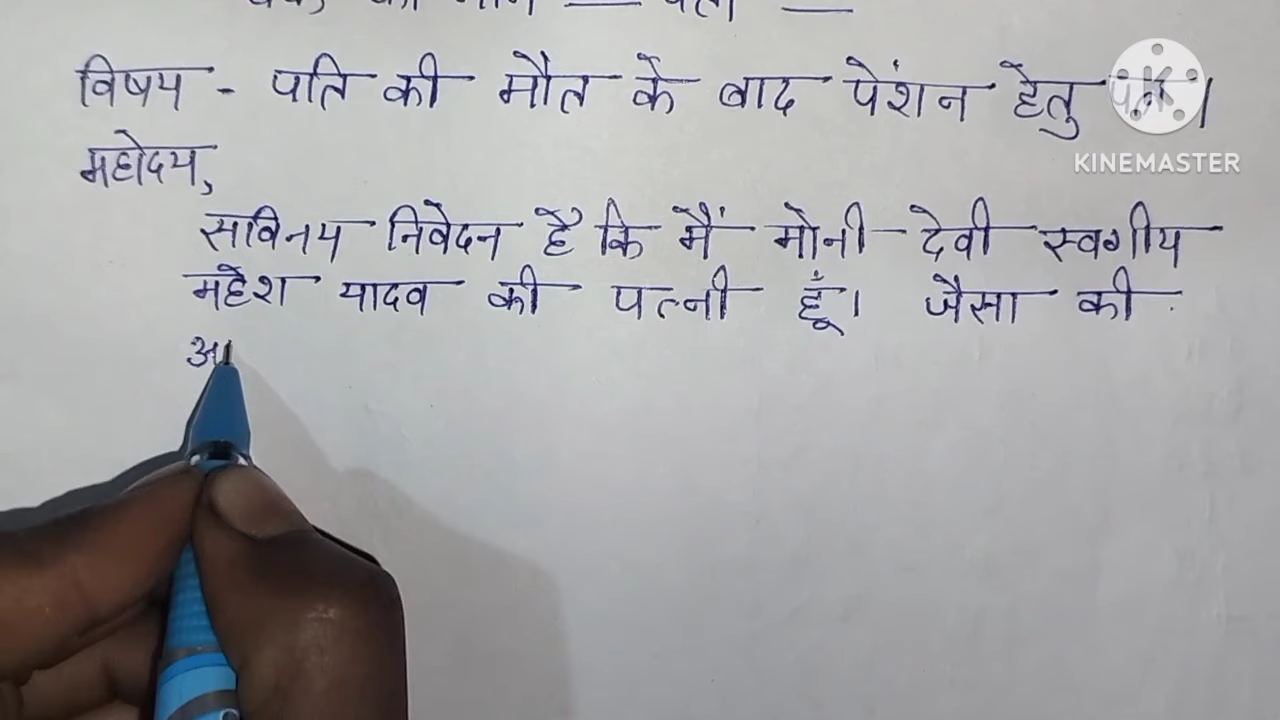 विषय - पति की मौत के बाद पेंशन हेतु पत्र।
KINEMASTER
महोदय,
सविनय निवेदन है कि मैं मोनी देवी स्वर्गीय
महेश यादव की पत्नी हूँ। जैसा की